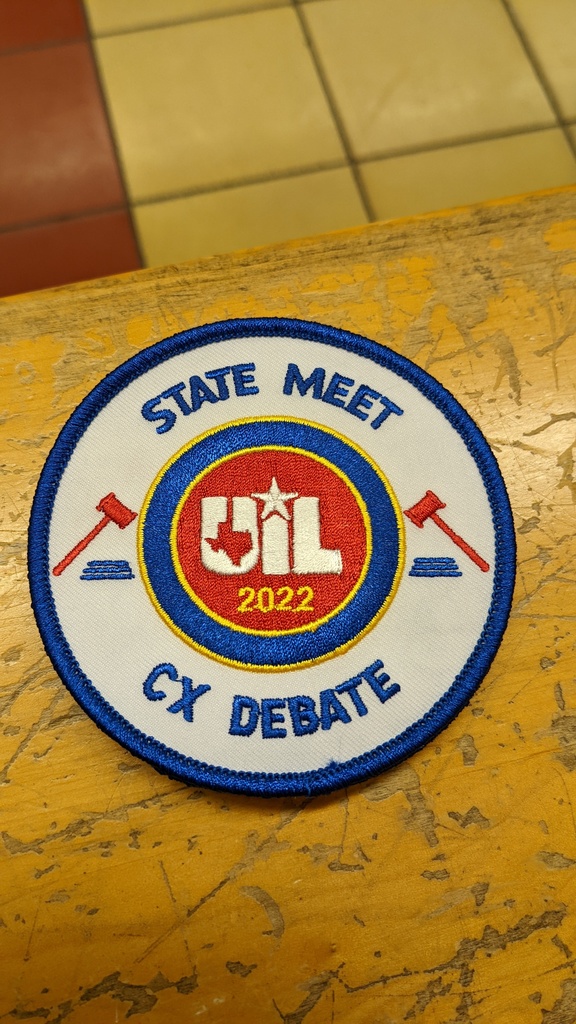 STATE MEET
UIL
2022
CX DEBATE